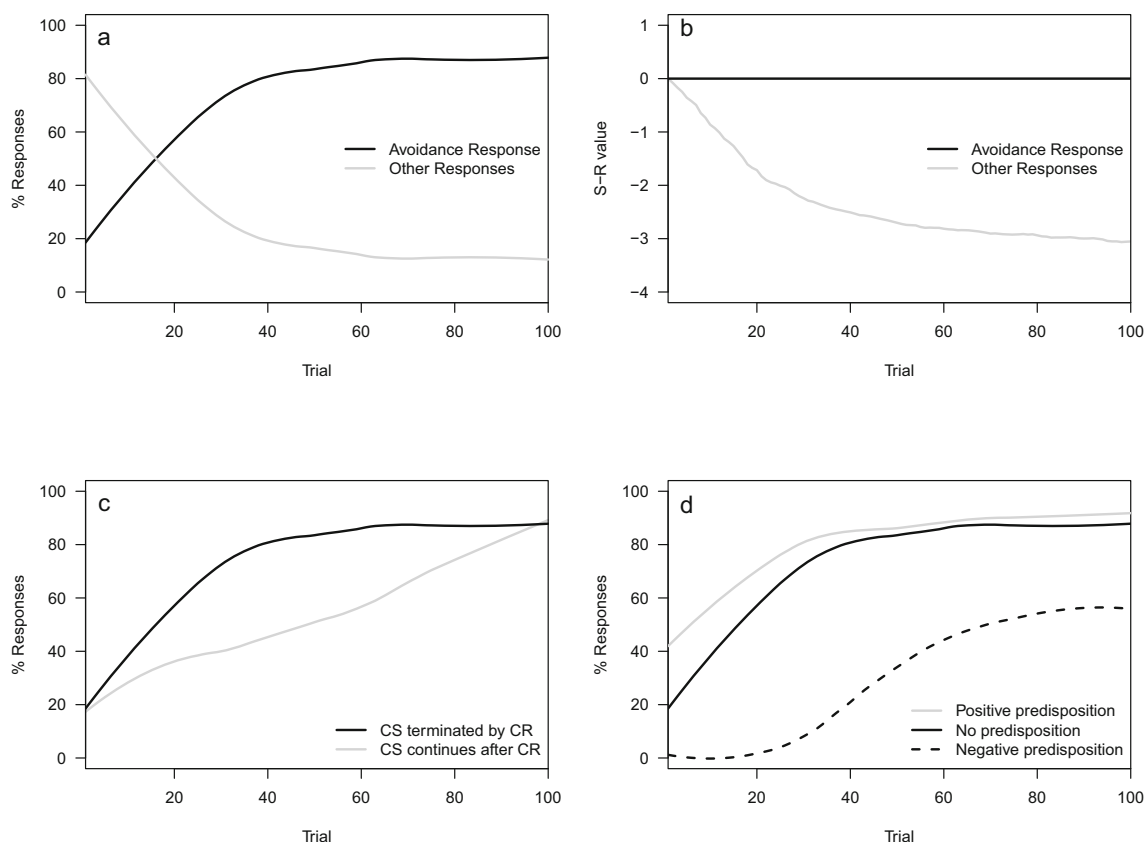 a
100
80
60
40
20
0
% Responses
Avoidance Response
Other Responses
20 40 60 80 100
Trial
b
1
0
−1
−2
−3
−4
S−R value
Avoidance Response
Other Responses
20 40 60 80 100
Trial
c
100
80
60
40
20
0
% Responses
CS terminated by CR
CS continues after CR
20 40 60 80 100
Trial
d
100
80
60
40
20
0
% Responses
Positive predisposition
No predisposition
Negative predisposition
20 40 60 80 100
Trial